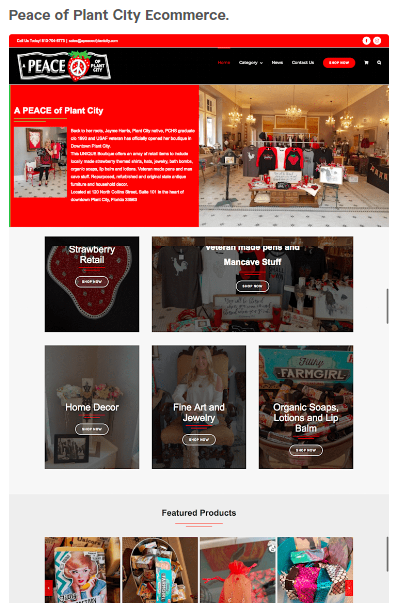 Peace of Plant CIty Ecommerce.
Call Us Today! 813-764-6773 | sales@apeaceofplantcity.com
A PEACE OF PLANT CITY
Home Category News Contact Us SHOP NOW
A PEACE of Plant City
Back to her roots, Jaynee Harris, Plant City native, PCHS graduate
c/o 1993 and USAF veteran has officially opened her boutique in
Downtown Plant City.
This UNIQUE Boutique offers an array of retail items to include
locally made strawberry themed shirts, hats, jewelry, bath bombs,
organic soaps, lip balms and lotions. Veteran made pens and man
cave stuff. Repurposed, refurbished and original state antique
furniture and household decor.
Located at 120 North Collins Street, Suite 101 in the heart of
downtown Plant City, Florida 33563
Strawberry
Retail
SHOP NOW
Veteran made pens and
Mancave Stuff
SHOP NOW
Home Decor
SHOP NOW
Fine Art and
Jewelry
SHOP NOW
FARMGIRL
Organic Soaps,
Lotions and Lip
Balm
SHOP NOW
Featured Products